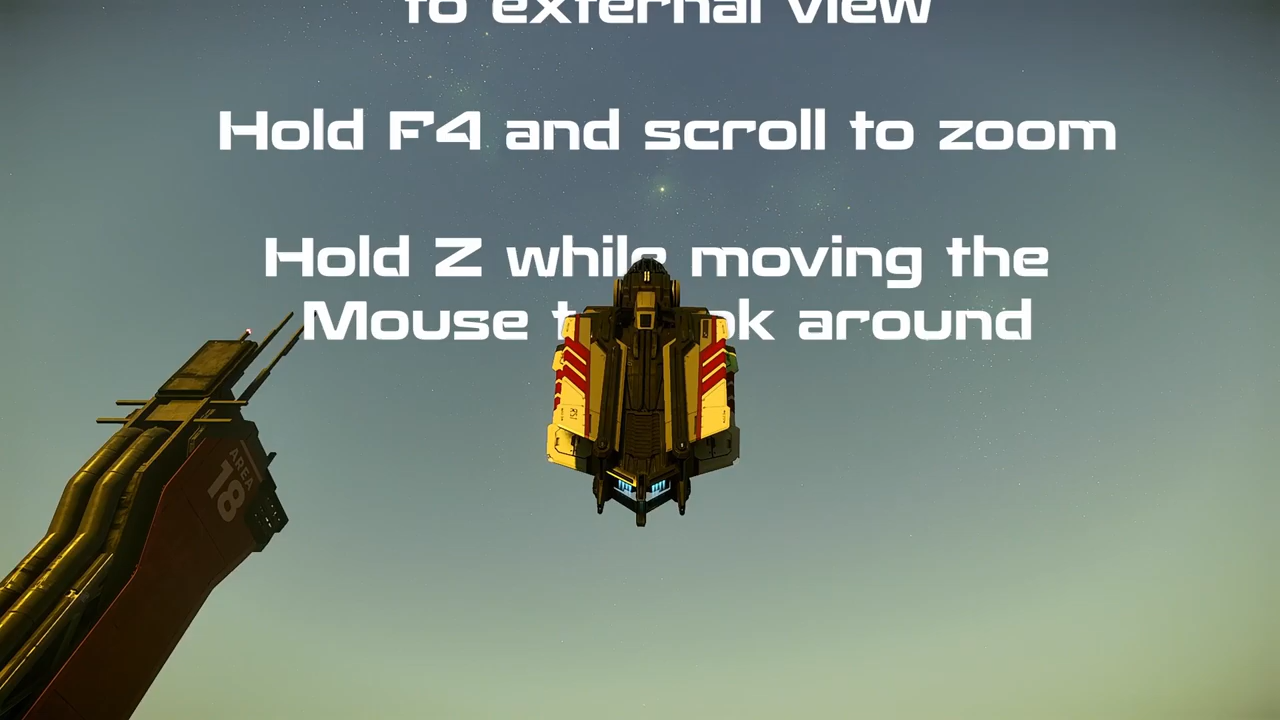 to external view
Hold F4 and scroll to zoom
Hold Z while moving the
Mouse around
AREA
18